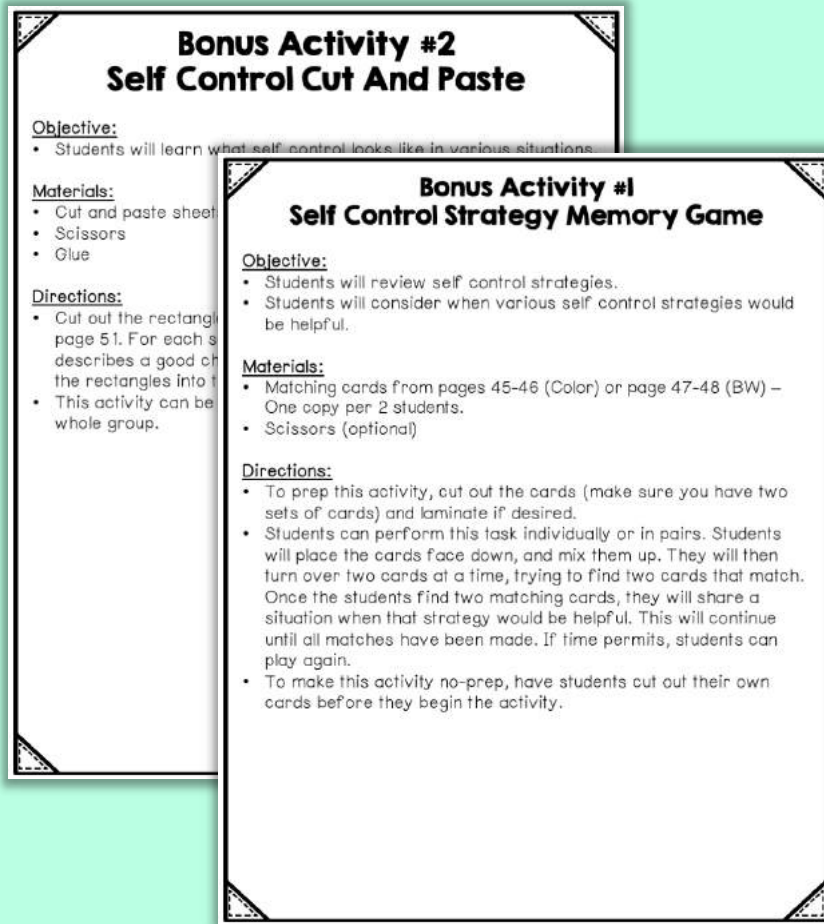 Bonus Activity #2
Self Control Cut And Paste
Objective:
• Students will learn what self control looks like in various situations.
Materials:
• Cut and paste sheet
• Scissors
• Glue
Directions:
• Cut out the
page 51. For each
describes a good
the rectangles into
• This activity can be
whole group.
Bonus Activity #1
Self Control Strategy Memory Game
Objective:
• Students will review self control strategies.
• Students will consider when various self control strategies would
be helpful.
Materials:
• Matching cards from pages 45-46 (Color) or page 47-48 (BW) –
One copy per 2 students.
• Scissors (optional)
Directions:
• To prep this activity, cut out the cards (make sure you have two
sets of cards) and laminate if desired.
• Students can perform this task individually or in pairs. Students
will place the cards face down, and mix them up. They will then
turn over two cards at a time, trying to find two cards that match.
Once the students find two matching cards, they will share a
situation when that strategy would be helpful. This will continue
until all matches have been made. If time permits, students can
play again.
• To make this activity no-prep, have students cut out their own
cards before they begin the activity.